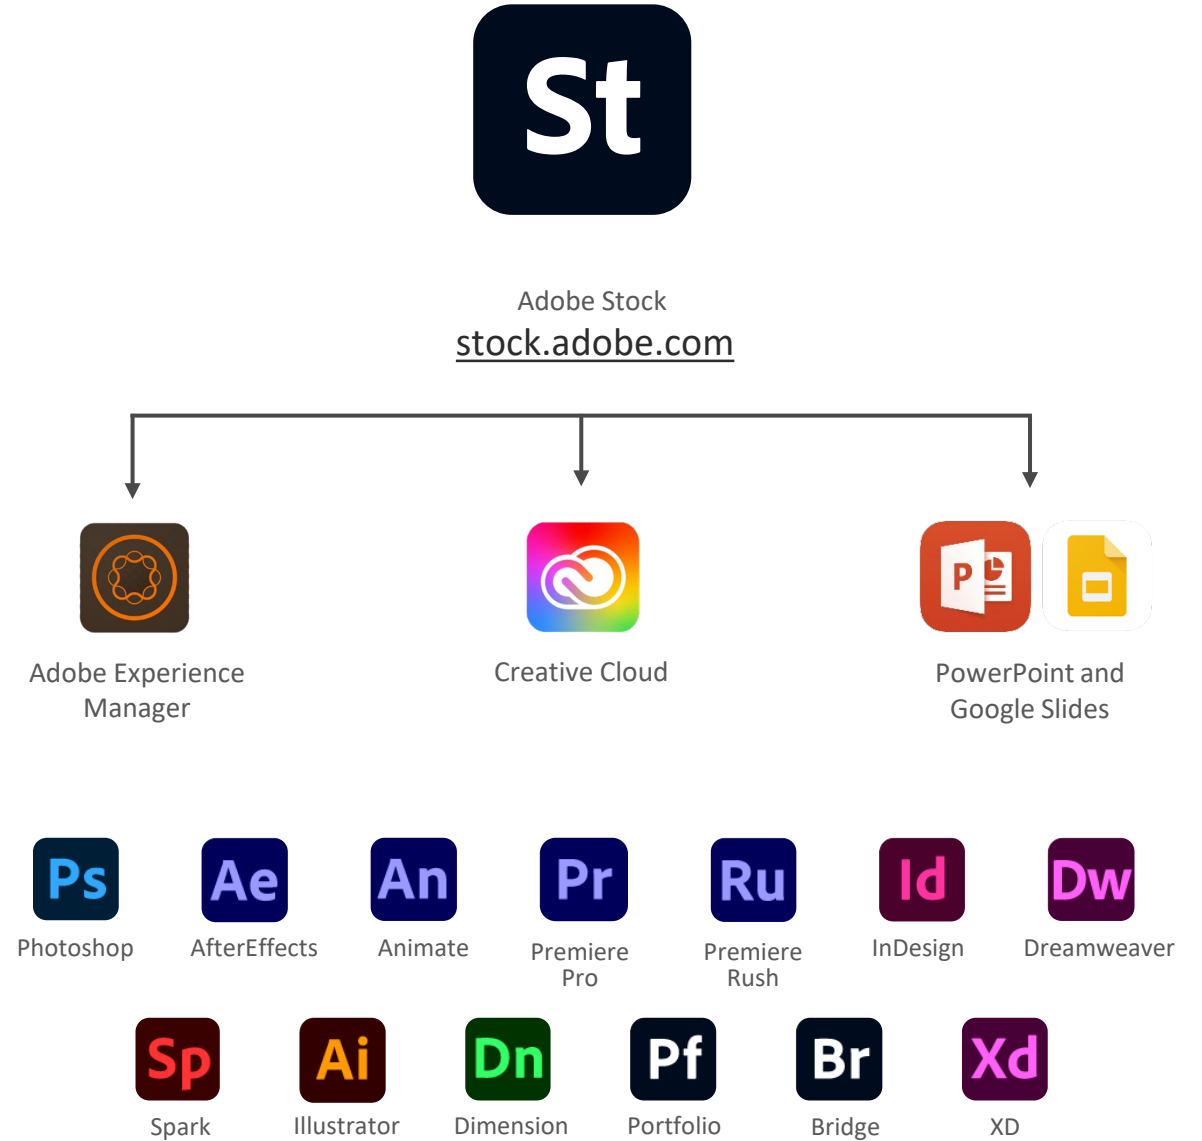 St
Adobe Stock
stock.adobe.com
P
Adobe Experience
Manager
Creative Cloud
PowerPoint and
Google Slides
Ps
Ae
An
Pr
Ru
Id
Dw
Photoshop
AfterEffects
Animate
Premiere
Pro
Premiere
Rush
InDesign
Dreamweaver
Sp
Ai
Dn
Pf
Br
Xd
Spark
Illustrator
Dimension
Portfolio
Bridge
XD